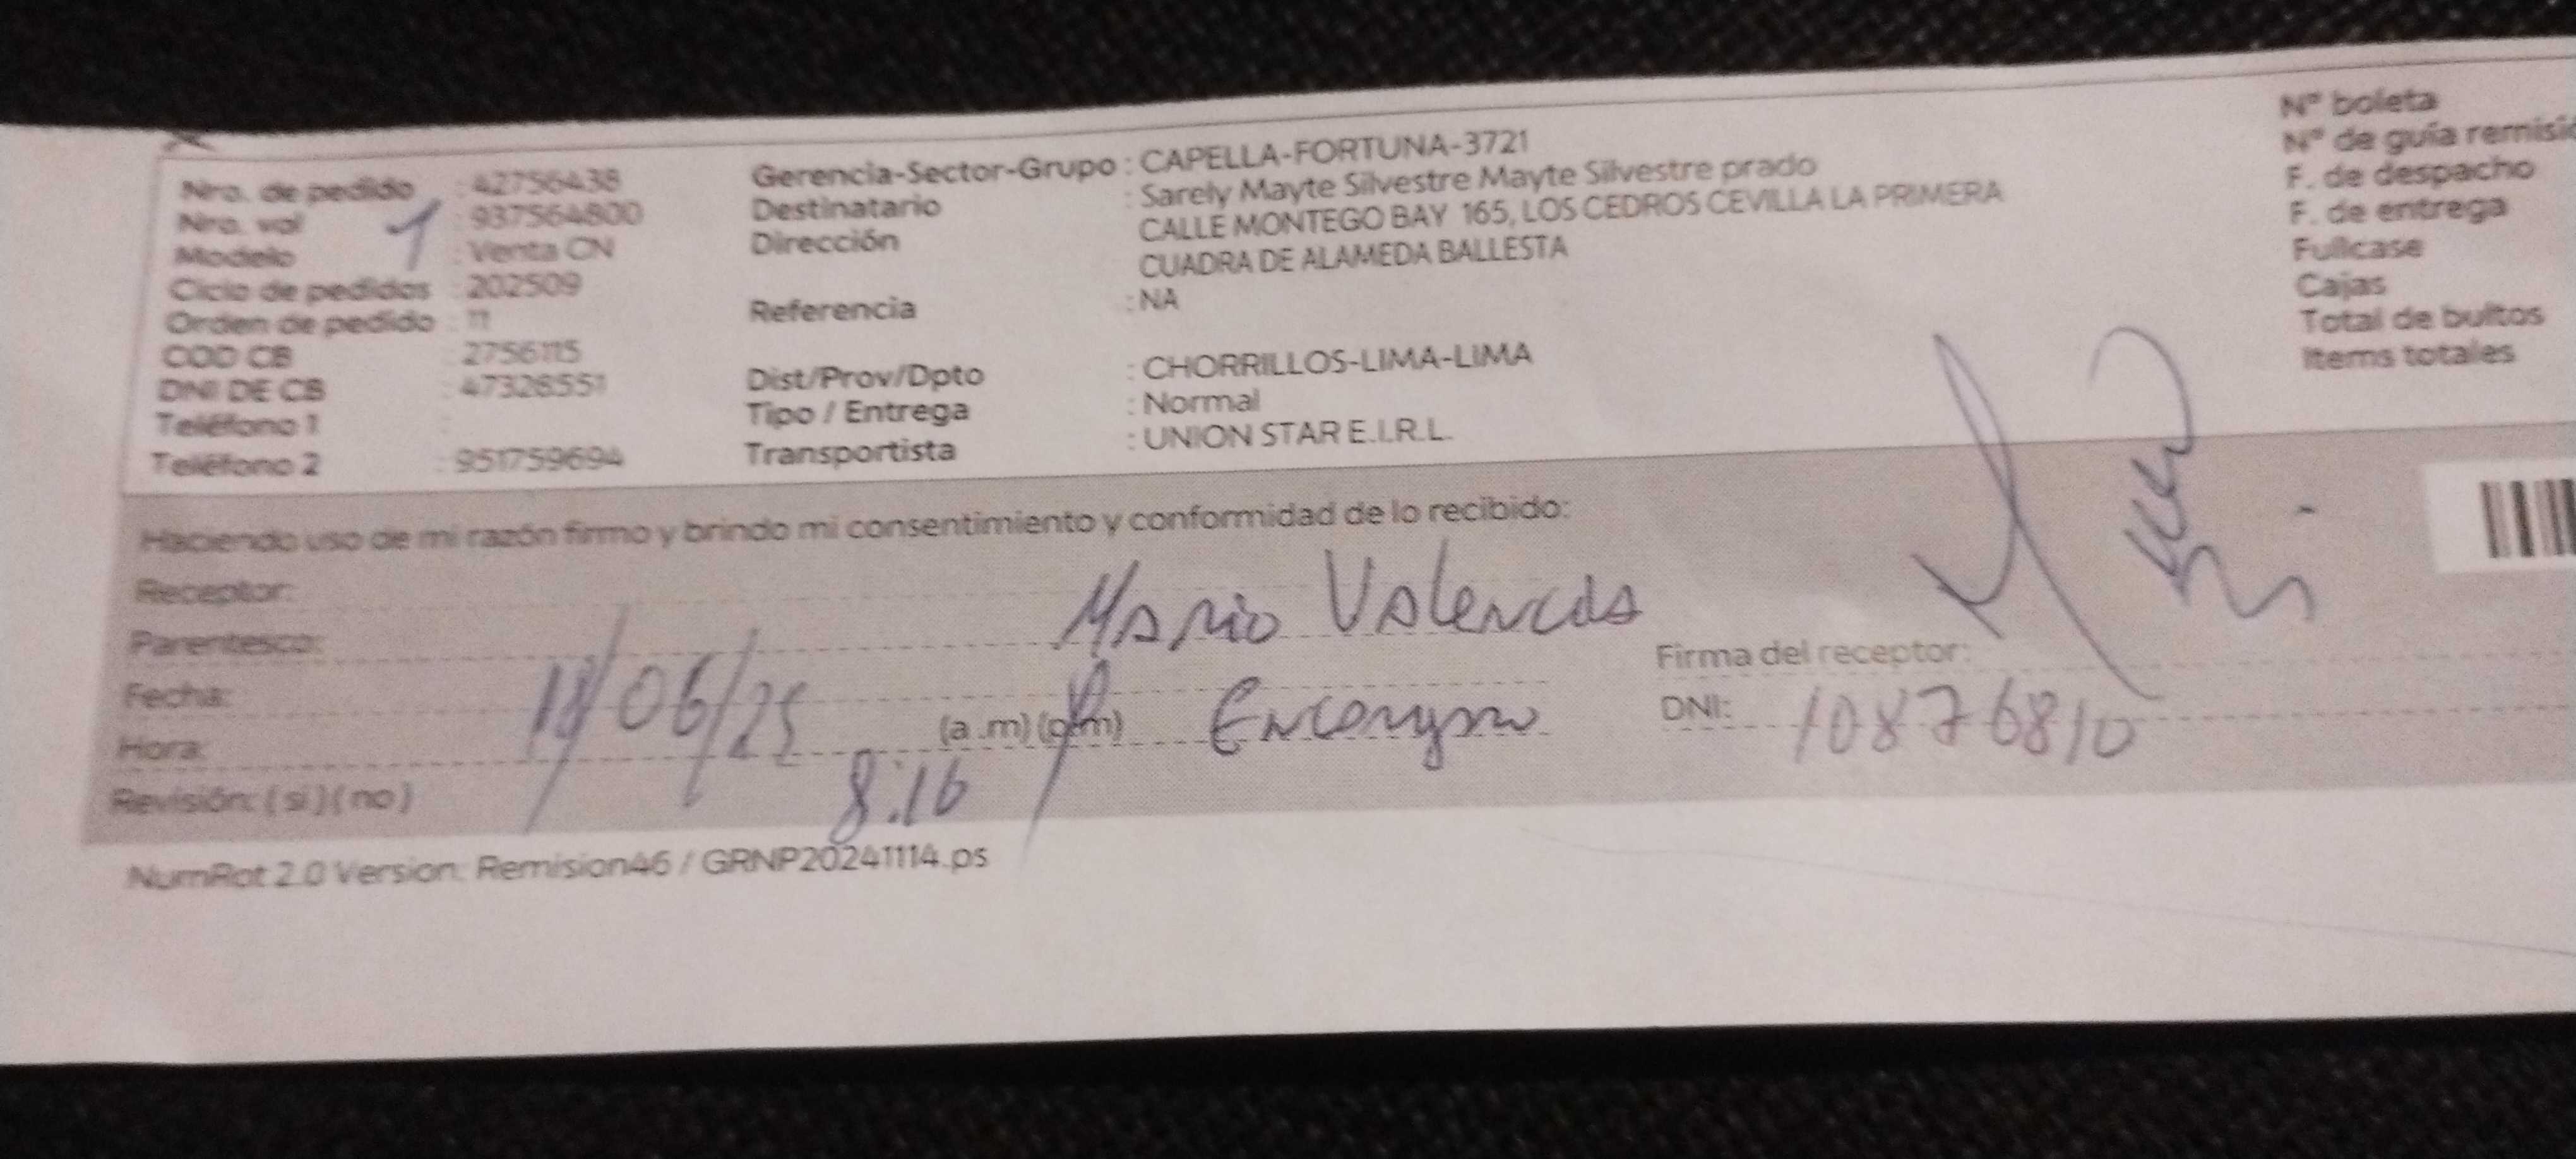 Nro. de pedido : 42756438
Nro. val : 937564800
1
Modelo : Venta CN
Ciclo de pedidos : 202509
Orden de pedido : 11
COD CB : 2756115
DNI DE CB : 47328551
Teléfono 1 :
Teléfono 2 : 951759694
Gerencia-Sector-Grupo : CAPELLA-FORTUNA-3721
Destinatario : Sarely Mayte Silvestre Mayte Silvestre prado
Dirección CALLE MONTEGO BAY 165, LOS CEDROS CEVILLA LA PRIMERA
CUADRA DE ALAMEDA BALLESTA
Referencia : NA
Dist/Prov/Dpto : CHORRILLOS-LIMA-LIMA
Tipo / Entrega : Normal
Transportista : UNION STAR E.I.R.L.
N° boleta
N° de guía remisi
F. de despacho
F. de entrega
Fullcase
Cajas
Total de bultos
Items totales
Haciendo uso de mi razón firmo y brindo mi consentimiento y conformidad de lo recibido:
Receptor: Mario Valencia
Parentesco:
Fecha: 18/06/25
Hora: 8:16 (a .m) (p.m)
Revisión: ( si ) ( no )
Firma del receptor:
DNI: 10876810
NumRot 2.0 Version: Remision46 / GRNP20241114.ps